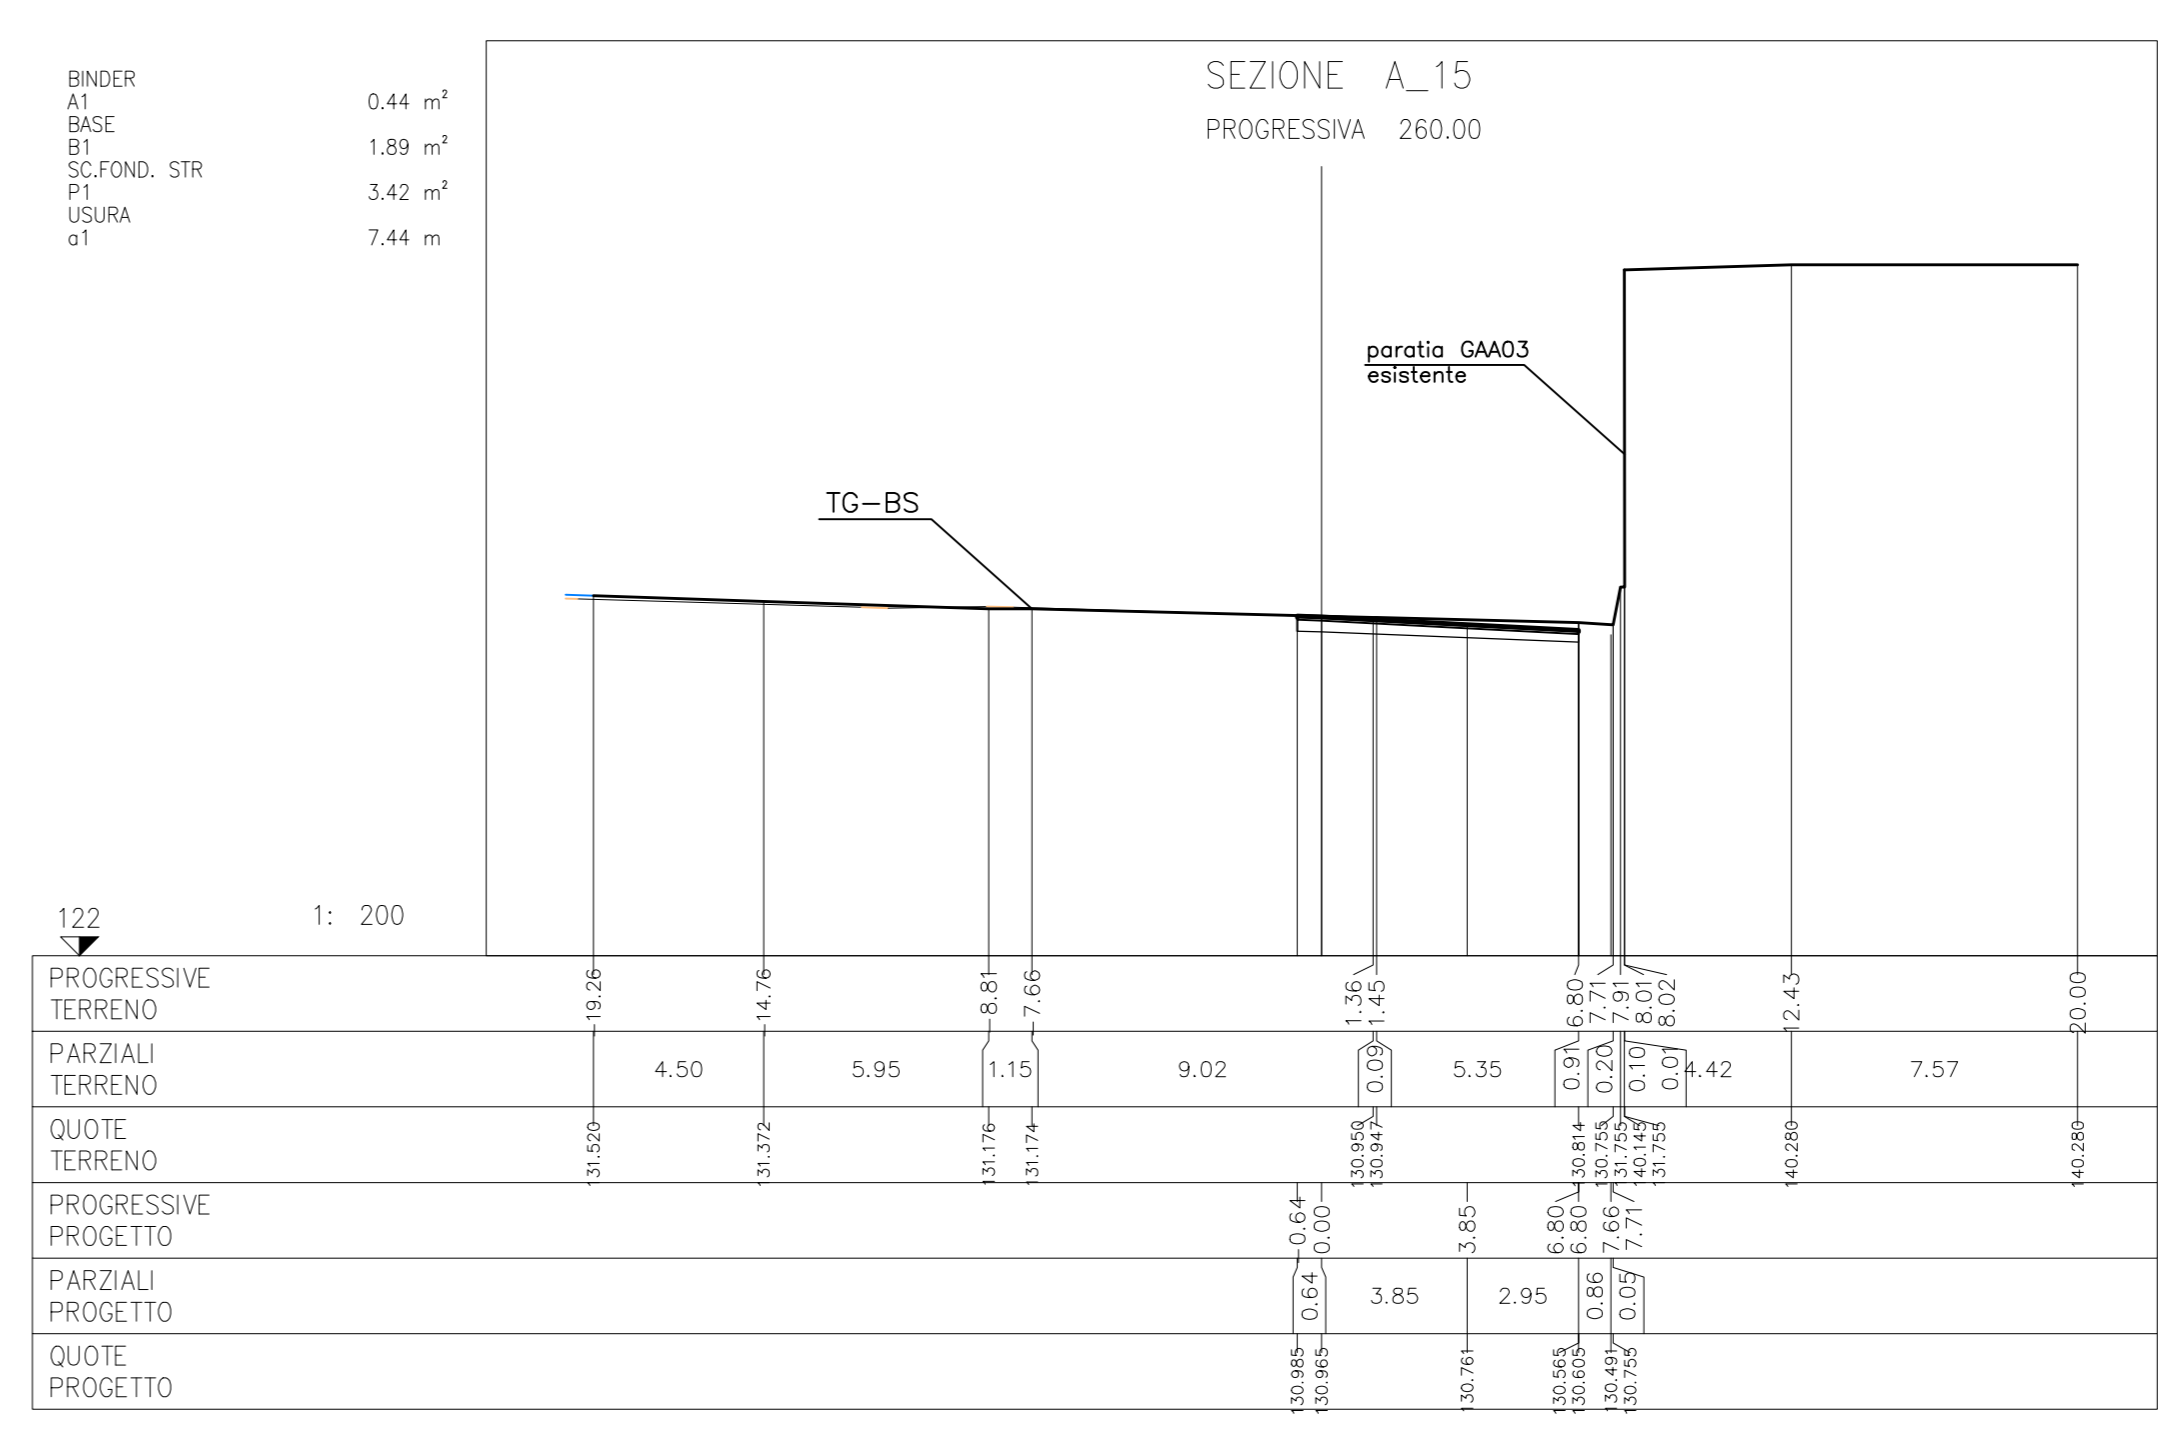 BINDER
A1 0.44 m²
BASE
B1 1.89 m²
SC.FOND. STR
P1 3.42 m²
USURA
a1 7.44 m
SEZIONE A_15
PROGRESSIVA 260.00
paratia GAA03
esistente
TG-BS
122
1: 200
PROGRESSIVE
TERRENO
-19.26 -14.76 -8.81 -7.66 1.36 1.45 6.80 7.71 7.91 8.01 8.02 12.43 20.00
PARZIALI
TERRENO
4.50 5.95 1.15 9.02 0.09 5.35 0.91 0.20 0.10 0.01 4.42 7.57
QUOTE
TERRENO
131.520 131.372 131.176 131.174 130.950 130.947 130.814 130.755 131.755 140.145 131.755 140.280 140.280
PROGRESSIVE
PROGETTO
-0.64 0.00 3.85 6.80 6.80 7.66 7.71
PARZIALI
PROGETTO
0.64 3.85 2.95 0.86 0.05
QUOTE
PROGETTO
130.985 130.965 130.761 130.565 130.605 130.491 130.755